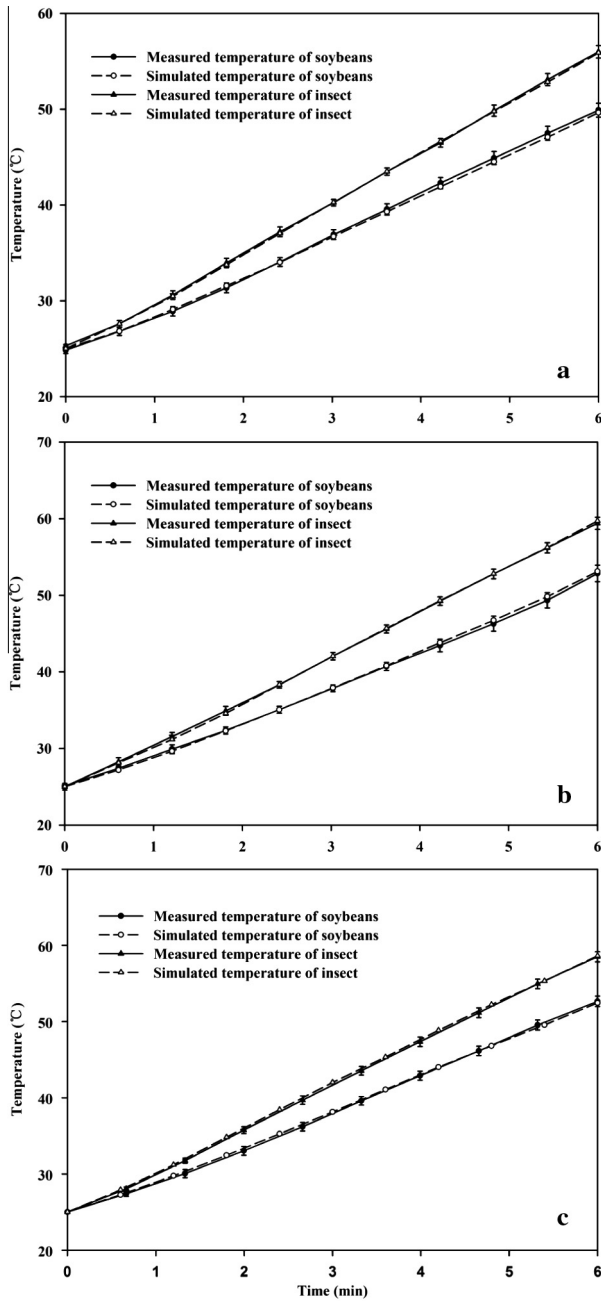 60
Measured temperature of soybeans
Simulated temperature of soybeans
Measured temperature of insect
Simulated temperature of insect
50
Temperature (℃)
40
30
a
20
0 1 2 3 4 5 6
70
Measured temperature of soybeans
Simulated temperature of soybeans
Measured temperature of insect
Simulated temperature of insect
60
50
Temperature (℃)
40
30
b
20
0 1 2 3 4 5 6
70
Measured temperature of soybeans
Simulated temperature of soybeans
Measured temperature of insect
Simulated temperature of insect
60
50
Temperature (℃)
40
30
c
20
0 1 2 3 4 5 6
Time (min)